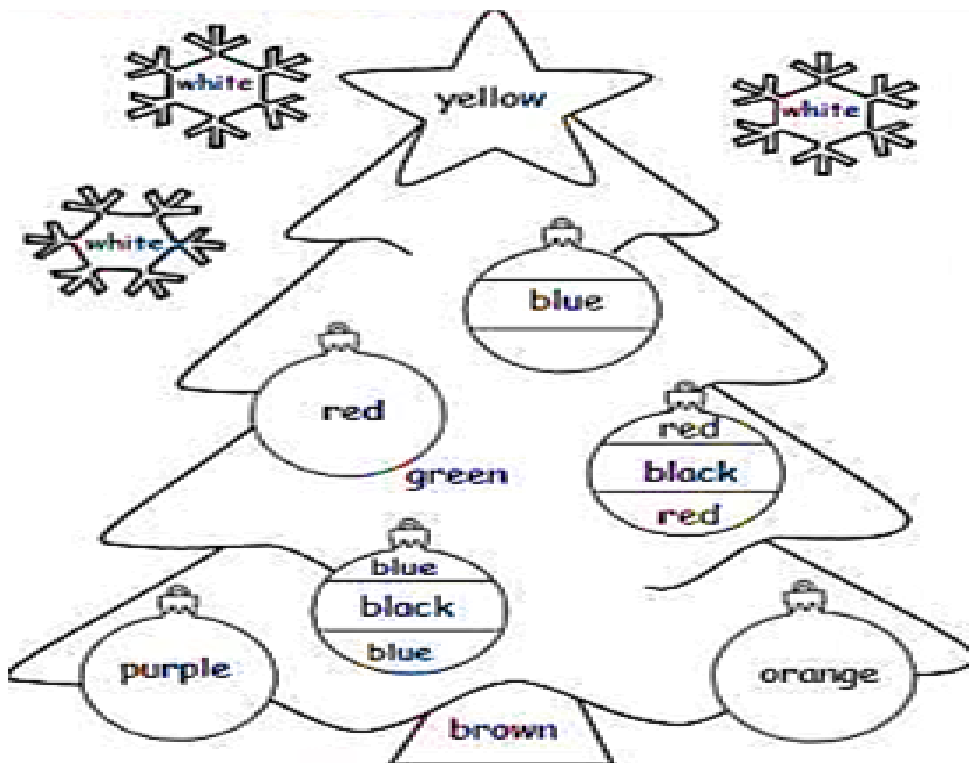 white
yellow
white
white
blue
red
green
red
black
red
blue
black
blue
purple
orange
brown